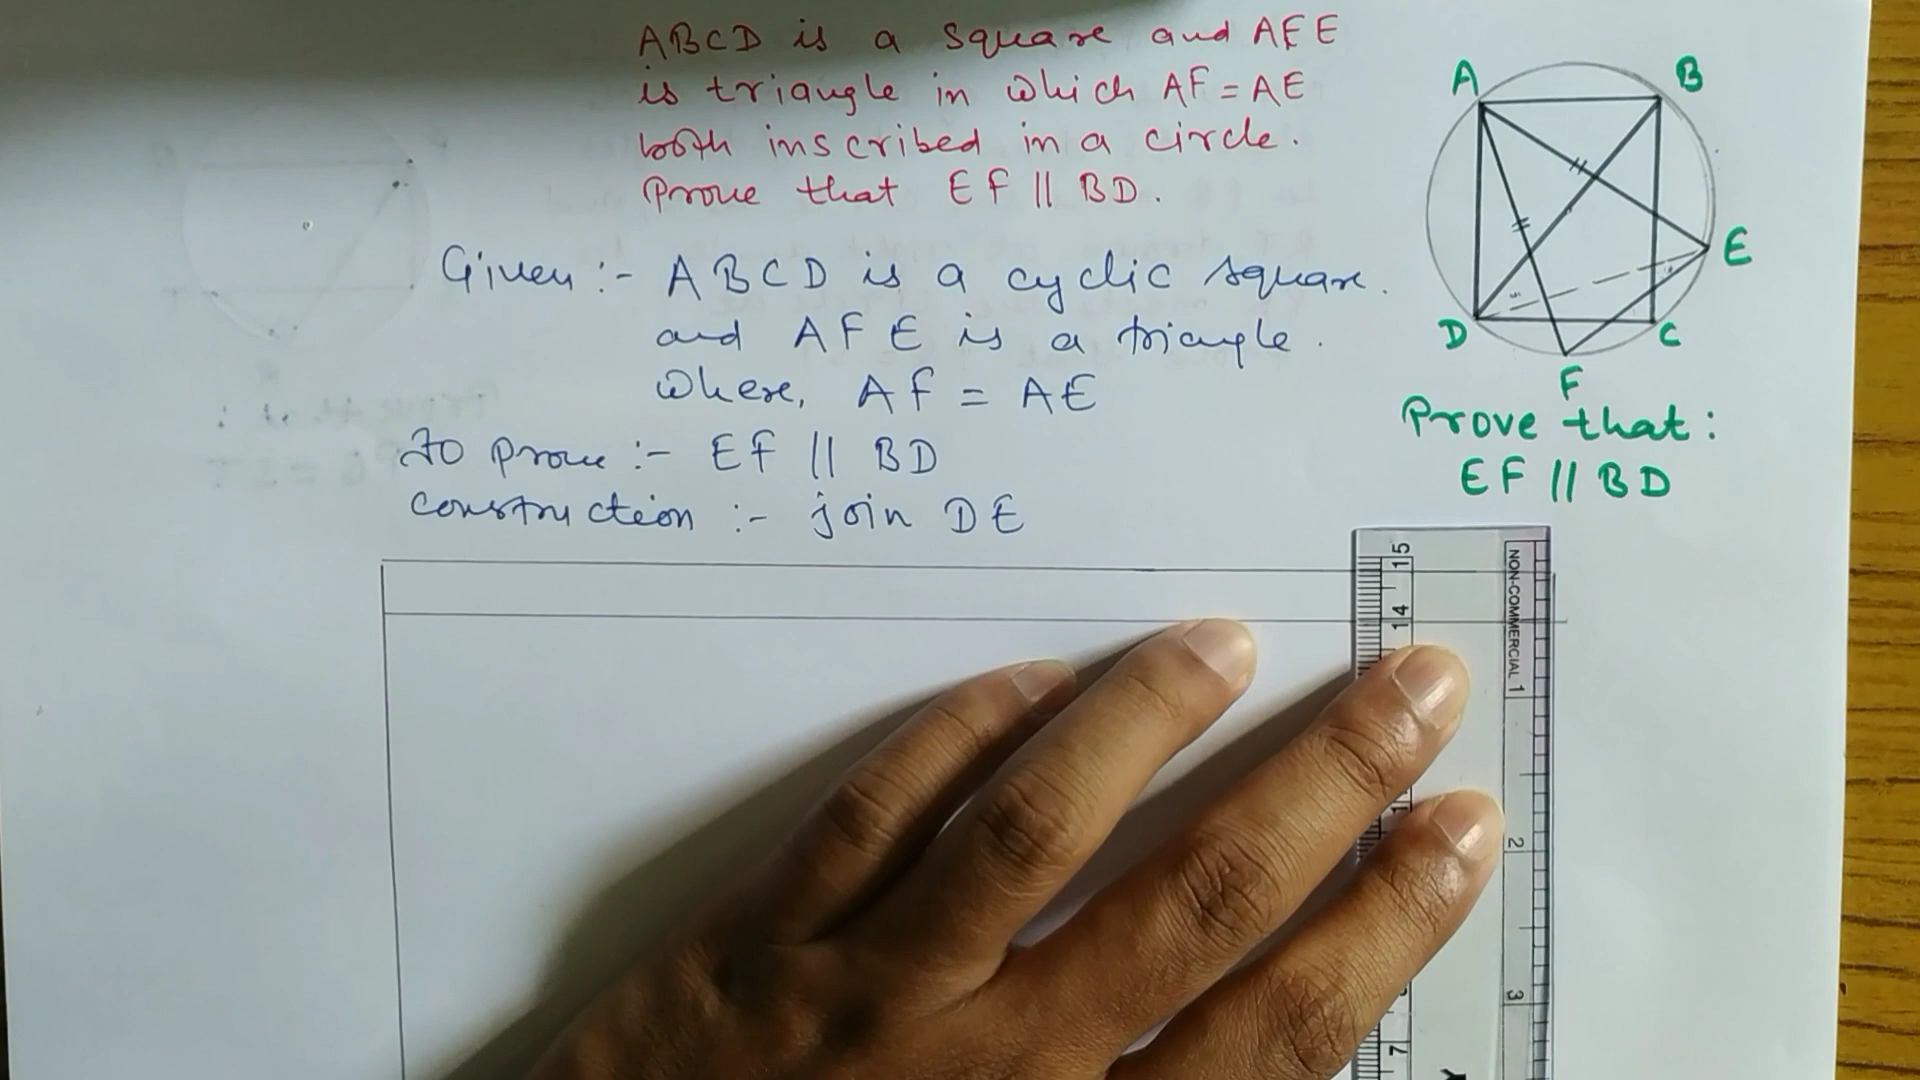 ABCD is a square and AFE
is triangle in which AF = AE
both inscribed in a circle.
Prove that EF || BD.
A
B
E
D
C
F
Given :- ABCD is a cyclic square.
and AFE is a triangle.
Where, AF = AE
To prove :- EF || BD
Construction :- join DE
Prove that :
EF || BD
15
14
7
NON-COMMERCIAL 1
2
3